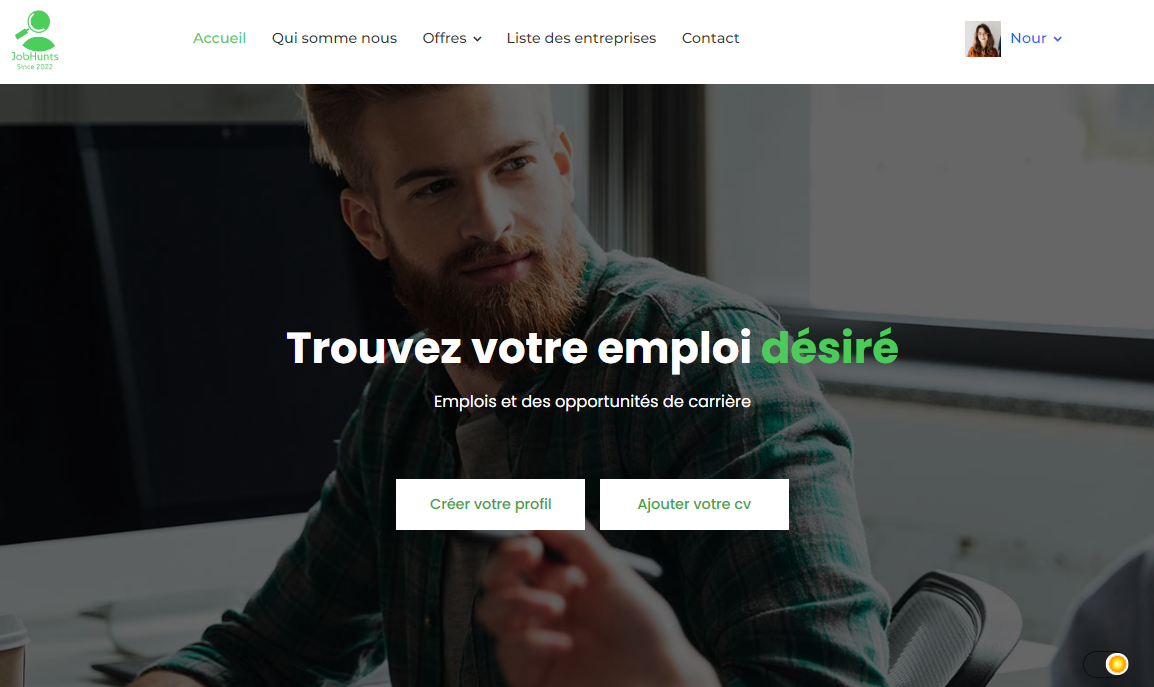 JobHunts
Since 2022
Accueil Qui somme nous Offres Liste des entreprises Contact Nour
Trouvez votre emploi désiré
Emplois et des opportunités de carrière
Créer votre profil Ajouter votre cv